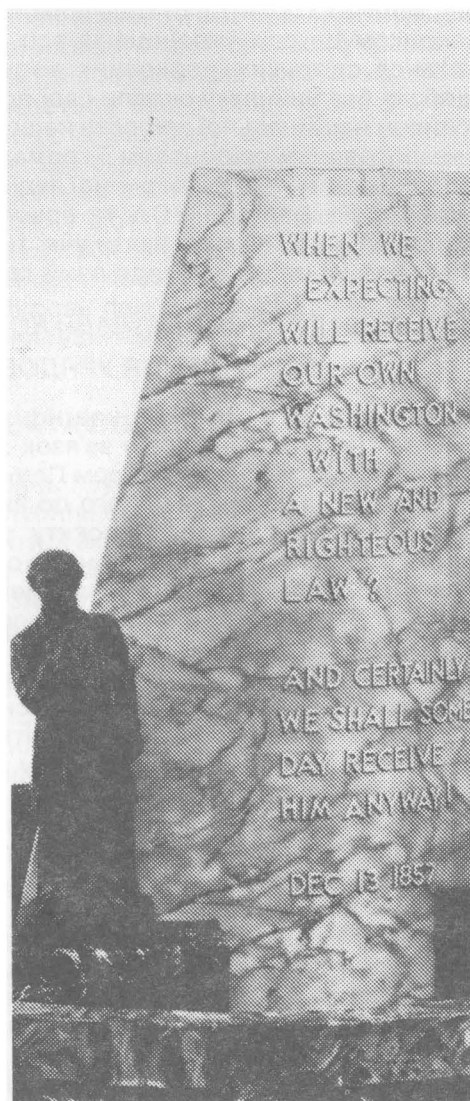 WHEN WE
EXPECTING
WILL RECEIVE
OUR OWN
WASHINGTON
WITH
A NEW AND
RIGHTEOUS
LAW?
AND CERTAINLY
WE SHALL SOME
DAY RECEIVE
HIM ANYWAY!
DEC 13 1857